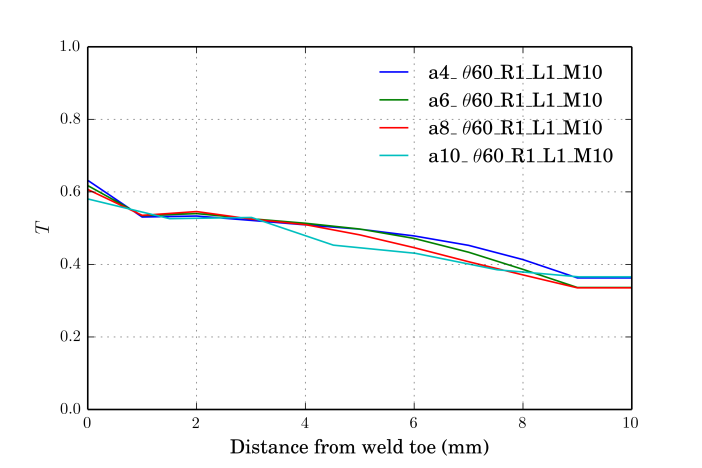 1.0
0.8
0.6
0.4
0.2
0.0
T
a4_ θ60_R1_L1_M10
a6_ θ60_R1_L1_M10
a8_ θ60_R1_L1_M10
a10_ θ60_R1_L1_M10
0 2 4 6 8 10
Distance from weld toe (mm)